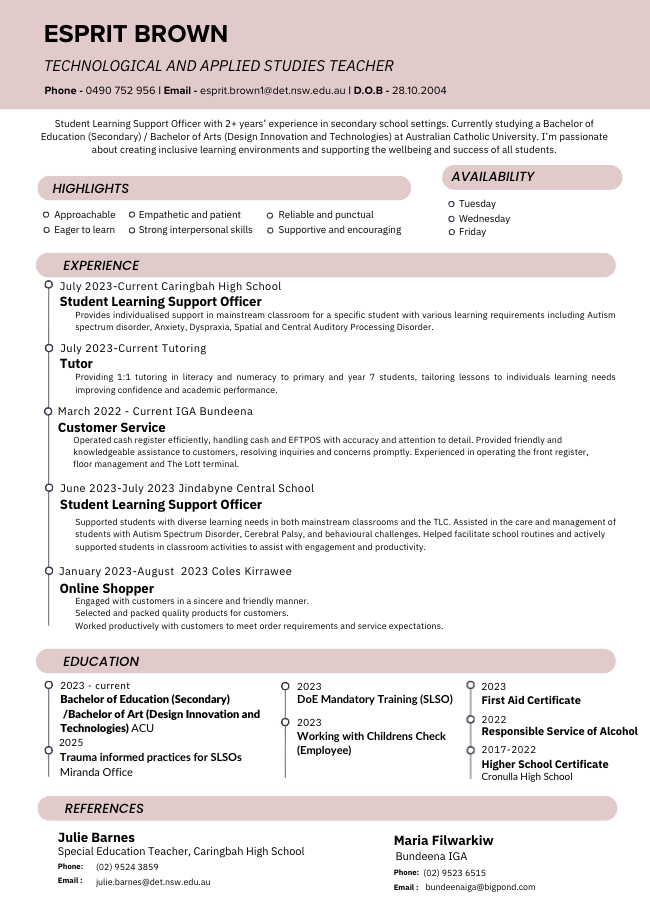 ESPRIT BROWN
TECHNOLOGICAL AND APPLIED STUDIES TEACHER
Phone - 0490 752 956 l Email - esprit.brown1@det.nsw.edu.au l D.O.B - 28.10.2004
Student Learning Support Officer with 2+ years' experience in secondary school settings. Currently studying a Bachelor of
Education (Secondary) / Bachelor of Arts (Design Innovation and Technologies) at Australian Catholic University. I'm passionate
about creating inclusive learning environments and supporting the wellbeing and success of all students.
HIGHLIGHTS
Approachable
Empathetic and patient
Reliable and punctual
Eager to learn
Strong interpersonal skills
Supportive and encouraging
AVAILABILITY
Tuesday
Wednesday
Friday
EXPERIENCE
July 2023-Current Caringbah High School
Student Learning Support Officer
Provides individualised support in mainstream classroom for a specific student with various learning requirements including Autism
spectrum disorder, Anxiety, Dyspraxia, Spatial and Central Auditory Processing Disorder.
July 2023-Current Tutoring
Tutor
Providing 1:1 tutoring in literacy and numeracy to primary and year 7 students, tailoring lessons to individuals learning needs
improving confidence and academic performance.
March 2022 - Current IGA Bundeena
Customer Service
Operated cash register efficiently, handling cash and EFTPOS with accuracy and attention to detail. Provided friendly and
knowledgeable assistance to customers, resolving inquiries and concerns promptly. Experienced in operating the front register,
floor management and The Lott terminal.
June 2023-July 2023 Jindabyne Central School
Student Learning Support Officer
Supported students with diverse learning needs in both mainstream classrooms and the TLC. Assisted in the care and management of
students with Autism Spectrum Disorder, Cerebral Palsy, and behavioural challenges. Helped facilitate school routines and actively
supported students in classroom activities to assist with engagement and productivity.
January 2023-August 2023 Coles Kirrawee
Online Shopper
Engaged with customers in a sincere and friendly manner.
Selected and packed quality products for customers.
Worked productively with customers to meet order requirements and service expectations.
EDUCATION
2023 - current
Bachelor of Education (Secondary)
/Bachelor of Art (Design Innovation and
Technologies) ACU
2025
Trauma informed practices for SLSOs
Miranda Office
2023
DoE Mandatory Training (SLSO)
2023
Working with Childrens Check
(Employee)
2023
First Aid Certificate
2022
Responsible Service of Alcohol
2017-2022
Higher School Certificate
Cronulla High School
REFERENCES
Julie Barnes
Special Education Teacher, Caringbah High School
Phone: (02) 9524 3859
Email : julie.barnes@det.nsw.edu.au
Maria Filwarkiw
Bundeena IGA
Phone: (02) 9523 6515
Email : bundeenaiga@bigpond.com